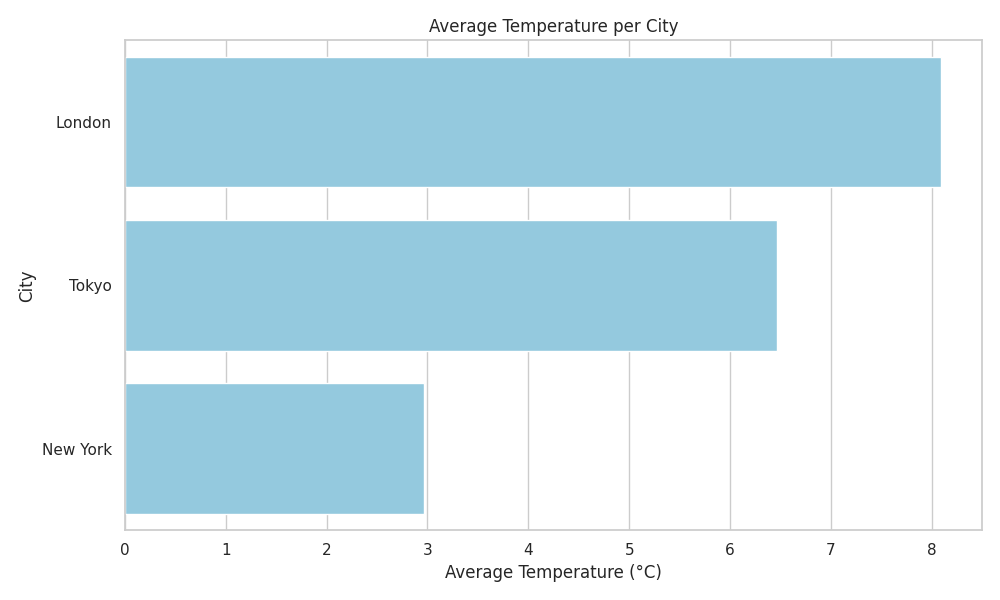 Average Temperature per City
City
London
Tokyo
New York
0 1 2 3 4 5 6 7 8
Average Temperature (°C)